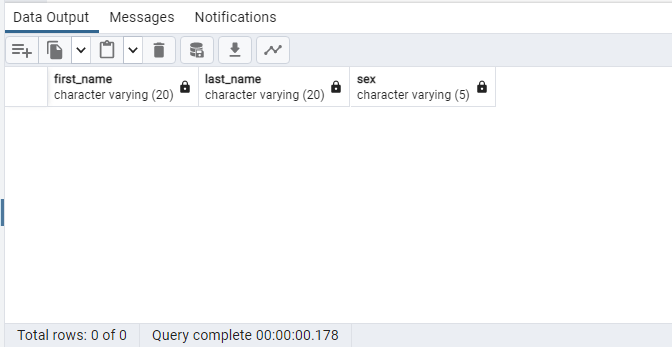 Data Output Messages Notifications
first_name last_name sex
character varying (20) character varying (20) character varying (5)
Total rows: 0 of 0 Query complete 00:00:00.178